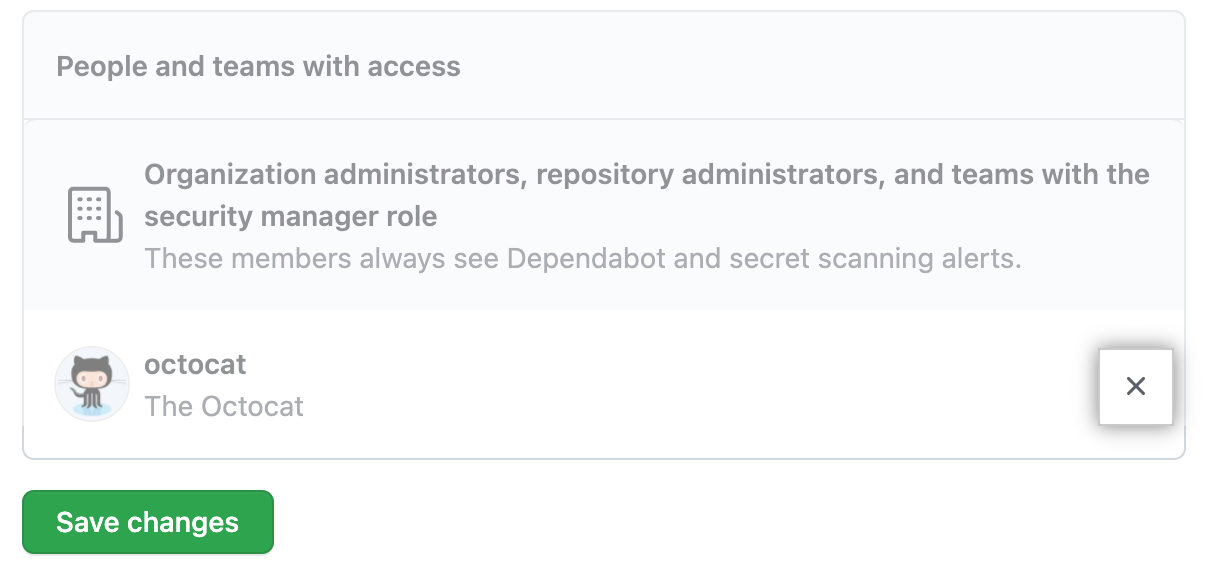 People and teams with access
Organization administrators, repository administrators, and teams with the
security manager role
These members always see Dependabot and secret scanning alerts.
octocat
The Octocat
Save changes